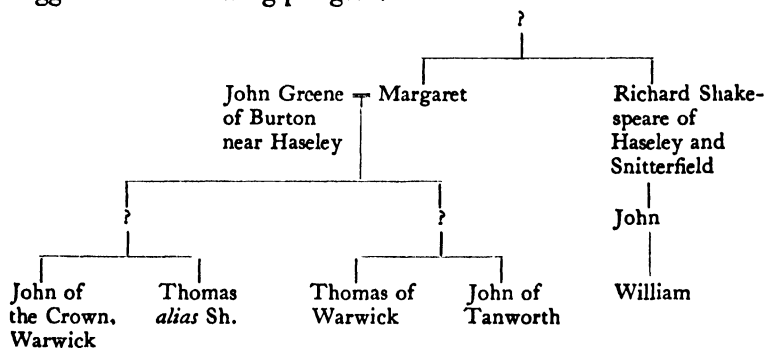 ?
John Greene Margaret Richard Shake-
of Burton speare of
near Haseley Haseley and
Snitterfield
? ? John
John of Thomas Thomas of John of William
the Crown, alias Sh. Warwick Tanworth
Warwick